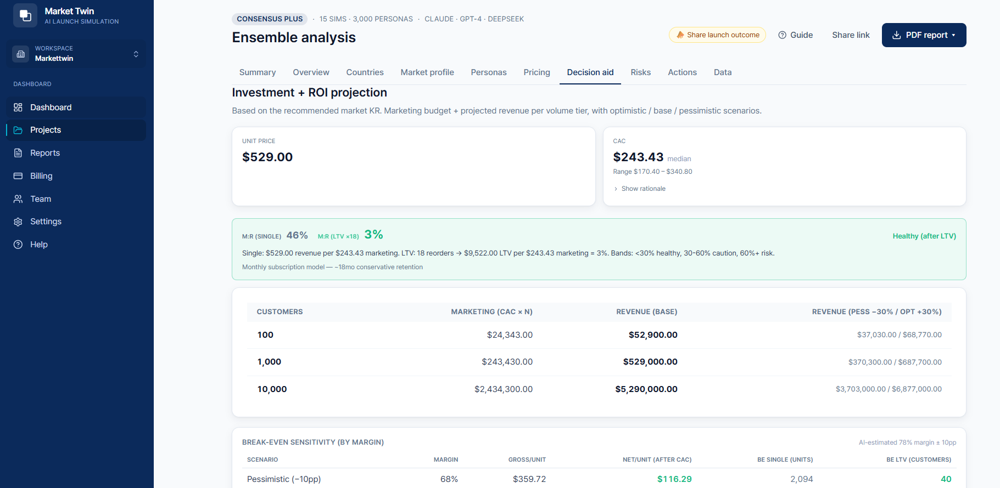 Market Twin
AI LAUNCH SIMULATION
WORKSPACE
Markettwin
DASHBOARD
Dashboard
Projects
Reports
Billing
Team
Settings
Help
CONSENSUS PLUS · 15 SIMS · 3,000 PERSONAS · CLAUDE · GPT-4 · DEEPSEEK
Ensemble analysis
Share launch outcome
Guide
Share link
PDF report
Summary Overview Countries Market profile Personas Pricing Decision aid Risks Actions Data
Investment + ROI projection
Based on the recommended market KR. Marketing budget + projected revenue per volume tier, with optimistic / base / pessimistic scenarios.
UNIT PRICE
$529.00
CAC
$243.43 median
Range $170.40 – $340.80
Show rationale
M:R (SINGLE) 46% M:R (LTV ×18) 3%
Healthy (after LTV)
Single: $529.00 revenue per $243.43 marketing. LTV: 18 reorders → $9,522.00 LTV per $243.43 marketing = 3%. Bands: <30% healthy, 30-60% caution, 60%+ risk.
Monthly subscription model — ~18mo conservative retention
CUSTOMERS MARKETING (CAC × N) REVENUE (BASE) REVENUE (PESS −30% / OPT +30%)
100 $24,343.00 $52,900.00 $37,030.00 / $68,770.00
1,000 $243,430.00 $529,000.00 $370,300.00 / $687,700.00
10,000 $2,434,300.00 $5,290,000.00 $3,703,000.00 / $6,877,000.00
BREAK-EVEN SENSITIVITY (BY MARGIN)
AI-estimated 78% margin ± 10pp
SCENARIO MARGIN GROSS/UNIT NET/UNIT (AFTER CAC) BE SINGLE (UNITS) BE LTV (CUSTOMERS)
Pessimistic (−10pp) 68% $359.72 $116.29 2,094 40